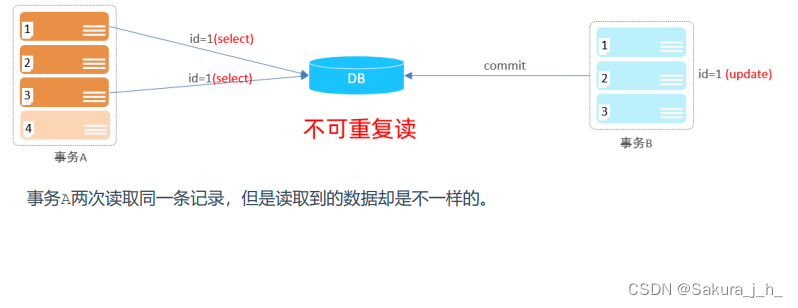 1
2
3
4
事务A
id=1(select)
id=1(select)
DB
不可重复读
commit
1
2
3
id=1 (update)
事务B
事务A两次读取同一条记录，但是读取到的数据却是不一样的。
CSDN @Sakura_j_h_